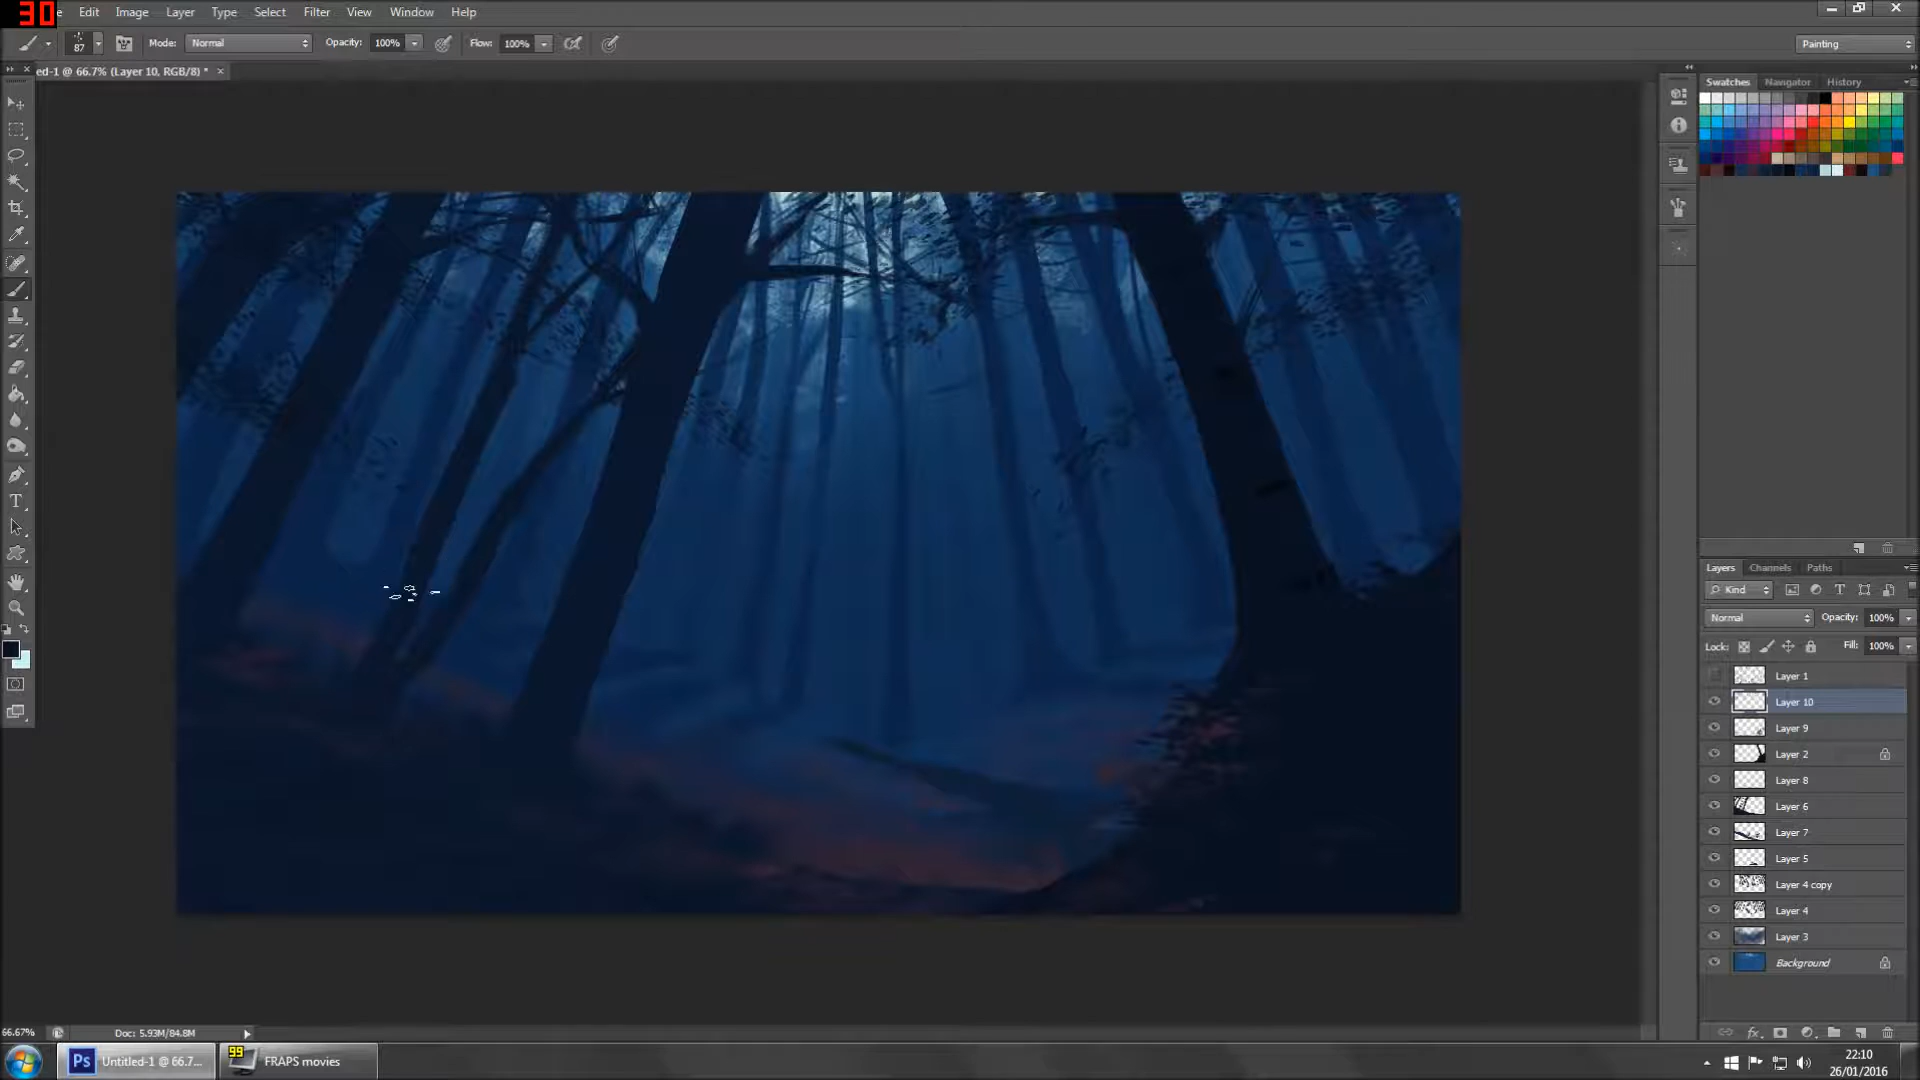 30
e Edit Image Layer Type Select Filter View Window Help
87 Mode: Normal Opacity: 100% Flow: 100% Painting
ed-1 @ 66.7% (Layer 10, RGB/8) *
Swatches Navigator History
Layers Channels Paths
Kind T
Normal Opacity: 100%
Lock: Fill: 100%
Layer 1
Layer 10
Layer 9
Layer 2
Layer 8
Layer 6
Layer 7
Layer 5
Layer 4 copy
Layer 4
Layer 3
Background
66.67% Doc: 5.93M/84.8M
Ps Untitled-1 @ 66.7... 99 FRAPS movies 22:10
26/01/2016